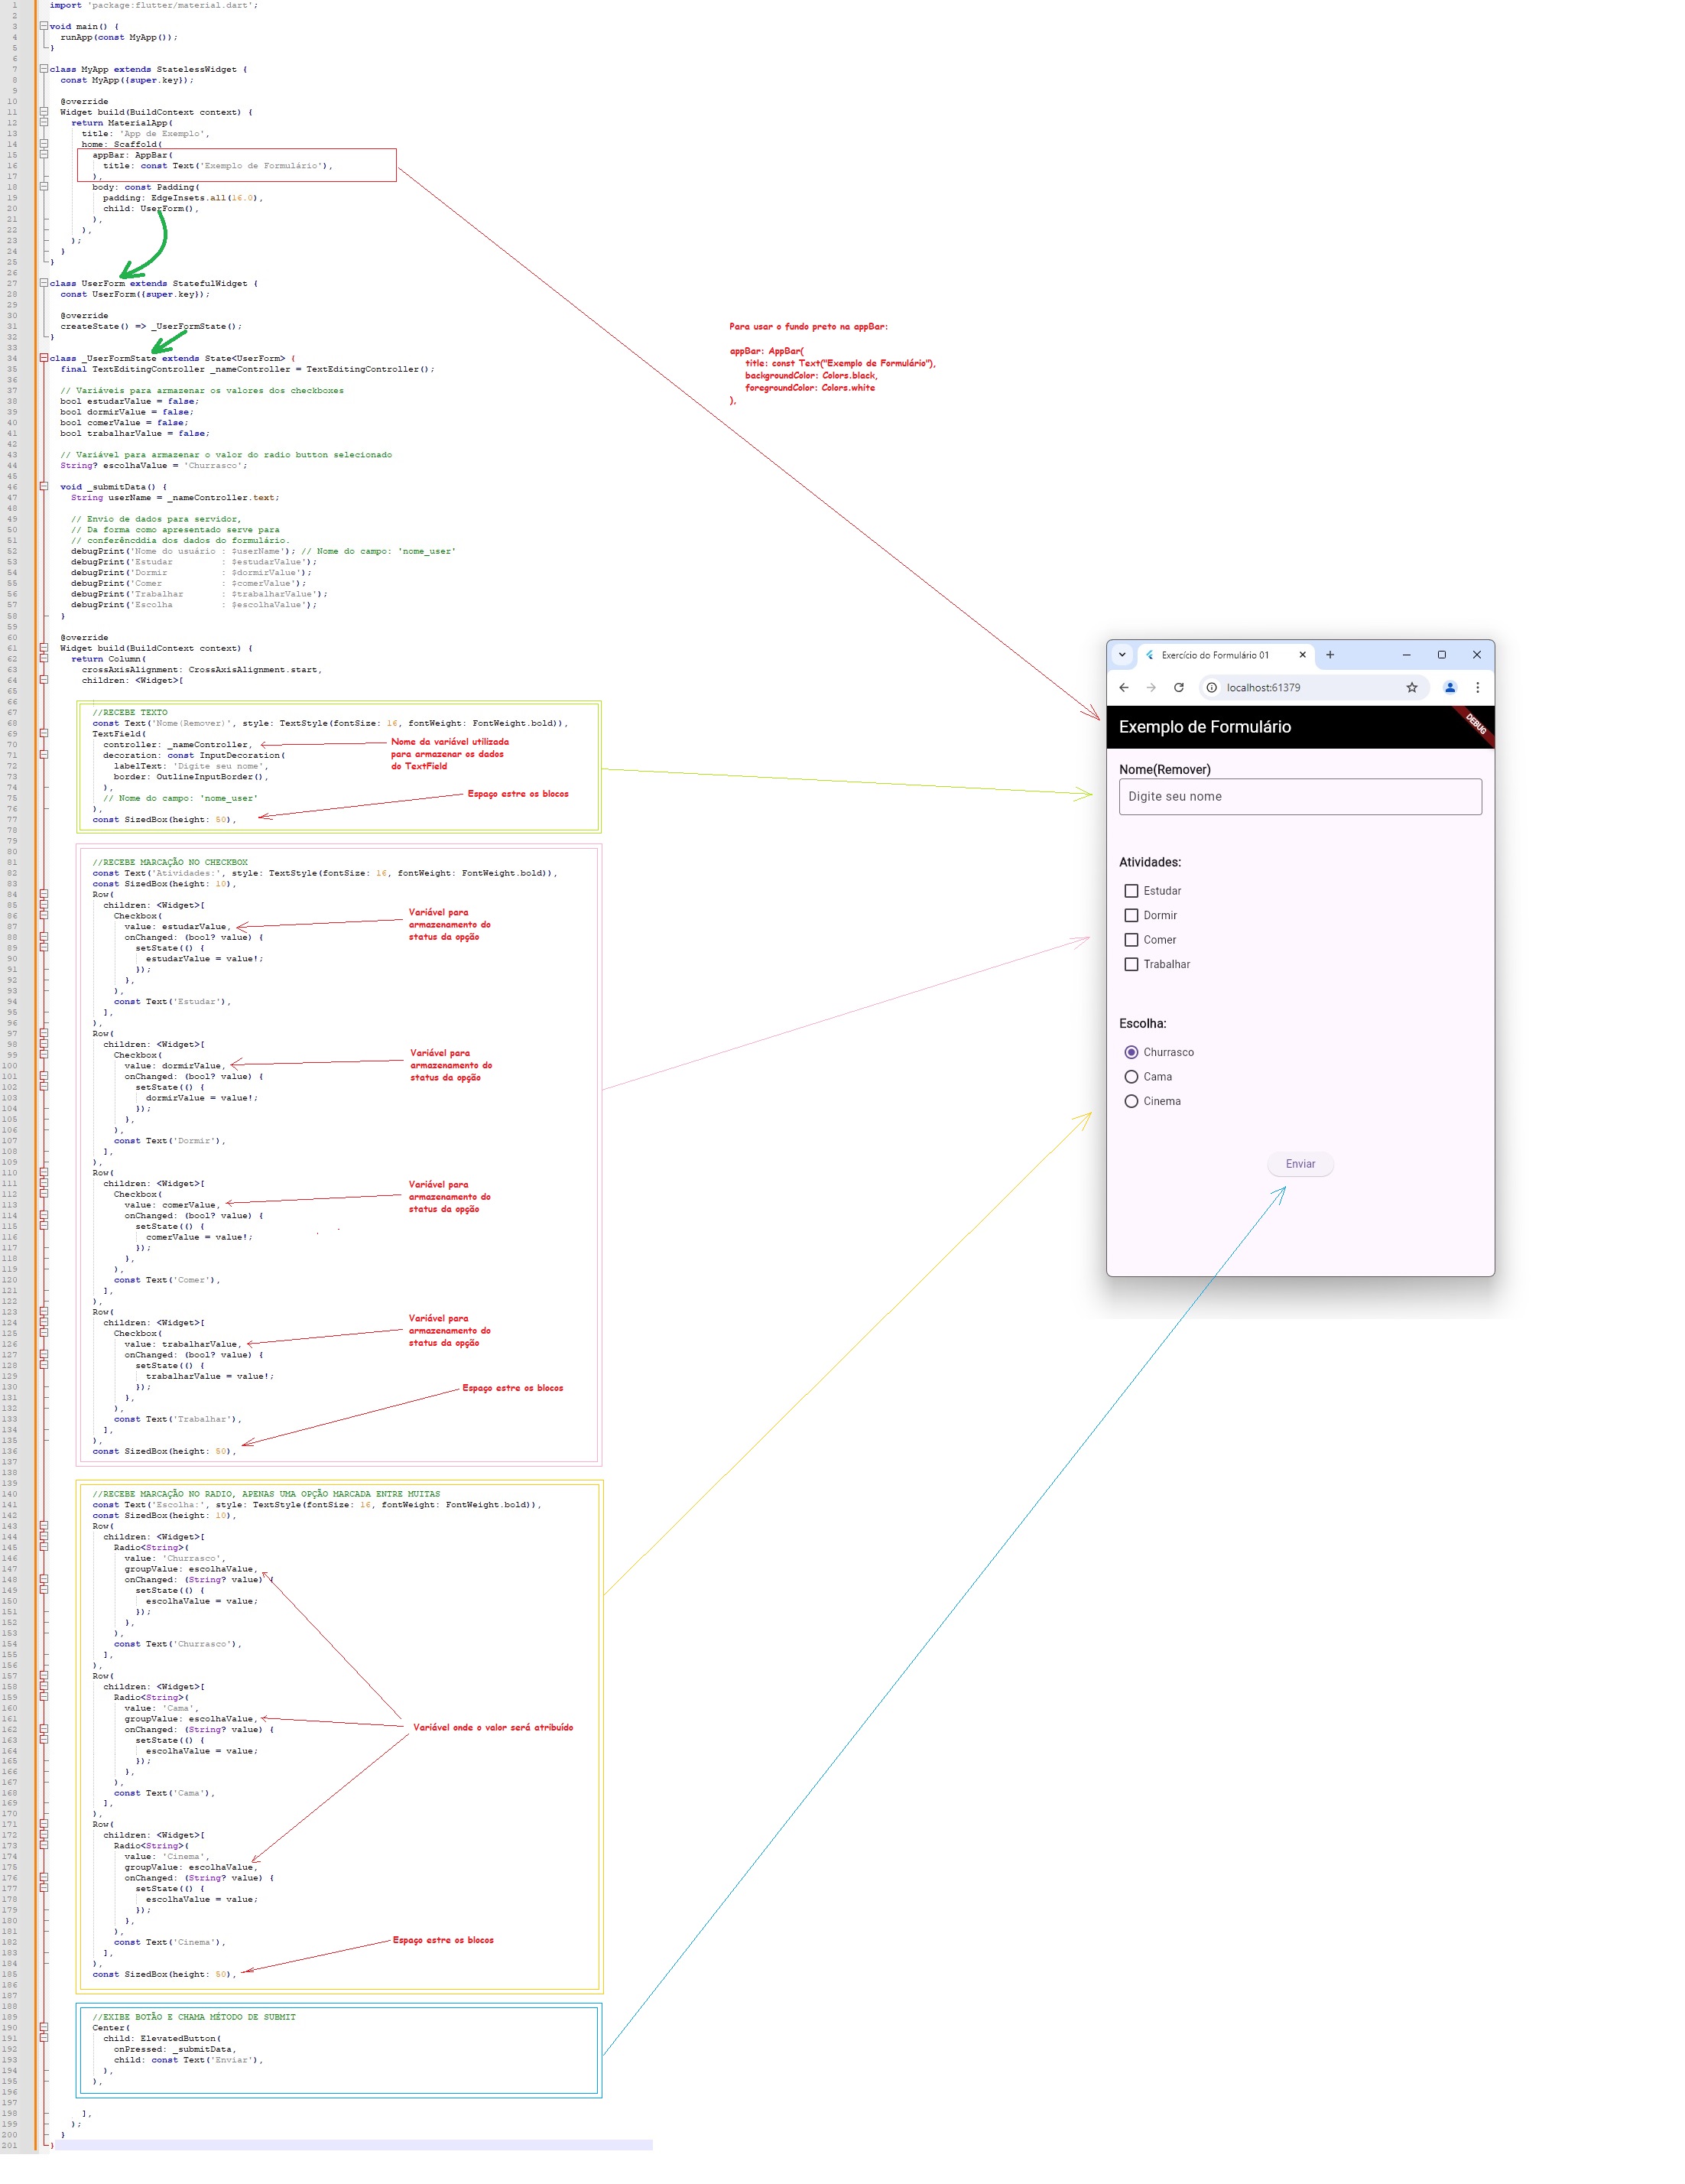 1 import 'package:flutter/material.dart';
2
3 void main() {
4 runApp(const MyApp());
5 }
6
7 class MyApp extends StatelessWidget {
8 const MyApp({super.key});
9
10 @override
11 Widget build(BuildContext context) {
12 return MaterialApp(
13 title: 'App de Exemplo',
14 home: Scaffold(
15 appBar: AppBar(
16 title: const Text('Exemplo de Formulário'),
17 ),
18 body: const Padding(
19 padding: EdgeInsets.all(16.0),
20 child: UserForm(),
21 ),
22 ),
23 );
24 }
25 }
26
27 class UserForm extends StatefulWidget {
28 const UserForm({super.key});
29
30 @override
31 createState() => _UserFormState();
32 }
33
34 class _UserFormState extends State<UserForm> {
35 final TextEditingController _nameController = TextEditingController();
36
37 // Variáveis para armazenar os valores dos checkboxes
38 bool estudarValue = false;
39 bool dormirValue = false;
40 bool comerValue = false;
41 bool trabalharValue = false;
42
43 // Variável para armazenar o valor do radio button selecionado
44 String? escolhaValue = 'Churrasco';
45
46 void _submitData() {
47 String userName = _nameController.text;
48
49 // Envio de dados para servidor,
50 // Da forma como apresentado serve para
51 // conferêncddia dos dados do formulário.
52 debugPrint('Nome do usuário : $userName'); // Nome do campo: 'nome_user'
53 debugPrint('Estudar : $estudarValue');
54 debugPrint('Dormir : $dormirValue');
55 debugPrint('Comer : $comerValue');
56 debugPrint('Trabalhar : $trabalharValue');
57 debugPrint('Escolha : $escolhaValue');
58 }
59
60 @override
61 Widget build(BuildContext context) {
62 return Column(
63 crossAxisAlignment: CrossAxisAlignment.start,
64 children: <Widget>[
65
66
67 //RECEBE TEXTO
68 const Text('Nome(Remover)', style: TextStyle(fontSize: 16, fontWeight: FontWeight.bold)),
69 TextField(
70 controller: _nameController,
71 decoration: const InputDecoration(
72 labelText: 'Digite seu nome',
73 border: OutlineInputBorder(),
74 ),
75 // Nome do campo: 'nome_user'
76 ),
77 const SizedBox(height: 50),
78
79
80
81 //RECEBE MARCAÇÃO NO CHECKBOX
82 const Text('Atividades:', style: TextStyle(fontSize: 16, fontWeight: FontWeight.bold)),
83 const SizedBox(height: 10),
84 Row(
85 children: <Widget>[
86 Checkbox(
87 value: estudarValue,
88 onChanged: (bool? value) {
89 setState(() {
90 estudarValue = value!;
91 });
92 },
93 ),
94 const Text('Estudar'),
95 ],
96 ),
97 Row(
98 children: <Widget>[
99 Checkbox(
100 value: dormirValue,
101 onChanged: (bool? value) {
102 setState(() {
103 dormirValue = value!;
104 });
105 },
106 ),
107 const Text('Dormir'),
108 ],
109 ),
110 Row(
111 children: <Widget>[
112 Checkbox(
113 value: comerValue,
114 onChanged: (bool? value) {
115 setState(() {
116 comerValue = value!;
117 });
118 },
119 ),
120 const Text('Comer'),
121 ],
122 ),
123 Row(
124 children: <Widget>[
125 Checkbox(
126 value: trabalharValue,
127 onChanged: (bool? value) {
128 setState(() {
129 trabalharValue = value!;
130 });
131 },
132 ),
133 const Text('Trabalhar'),
134 ],
135 ),
136 const SizedBox(height: 50),
137
138
139
140 //RECEBE MARCAÇÃO NO RADIO, APENAS UMA OPÇÃO MARCADA ENTRE MUITAS
141 const Text('Escolha:', style: TextStyle(fontSize: 16, fontWeight: FontWeight.bold)),
142 const SizedBox(height: 10),
143 Row(
144 children: <Widget>[
145 Radio<String>(
146 value: 'Churrasco',
147 groupValue: escolhaValue,
148 onChanged: (String? value) {
149 setState(() {
150 escolhaValue = value;
151 });
152 },
153 ),
154 const Text('Churrasco'),
155 ],
156 ),
157 Row(
158 children: <Widget>[
159 Radio<String>(
160 value: 'Cama',
161 groupValue: escolhaValue,
162 onChanged: (String? value) {
163 setState(() {
164 escolhaValue = value;
165 });
166 },
167 ),
168 const Text('Cama'),
169 ],
170 ),
171 Row(
172 children: <Widget>[
173 Radio<String>(
174 value: 'Cinema',
175 groupValue: escolhaValue,
176 onChanged: (String? value) {
177 setState(() {
178 escolhaValue = value;
179 });
180 },
181 ),
182 const Text('Cinema'),
183 ],
184 ),
185 const SizedBox(height: 50),
186
187
188
189 //EXIBE BOTÃO E CHAMA MÉTODO DE SUBMIT
190 Center(
191 child: ElevatedButton(
192 onPressed: _submitData,
193 child: const Text('Enviar'),
194 ),
195 ),
196
197
198 ],
199 );
200 }
201 }
Nome da variável utilizada
para armazenar os dados
do TextField
Espaço estre os blocos
Variável para
armazenamento do
status da opção
Variável para
armazenamento do
status da opção
Variável para
armazenamento do
status da opção
Variável para
armazenamento do
status da opção
Espaço estre os blocos
Variável onde o valor será atribuído
Espaço estre os blocos
Para usar o fundo preto na appBar:
appBar: AppBar(
title: const Text("Exemplo de Formulário"),
backgroundColor: Colors.black,
foregroundColor: Colors.white
),
Exercício do Formulário 01
localhost:61379
Exemplo de Formulário
DEBUG
Nome(Remover)
Digite seu nome
Atividades:
Estudar
Dormir
Comer
Trabalhar
Escolha:
Churrasco
Cama
Cinema
Enviar